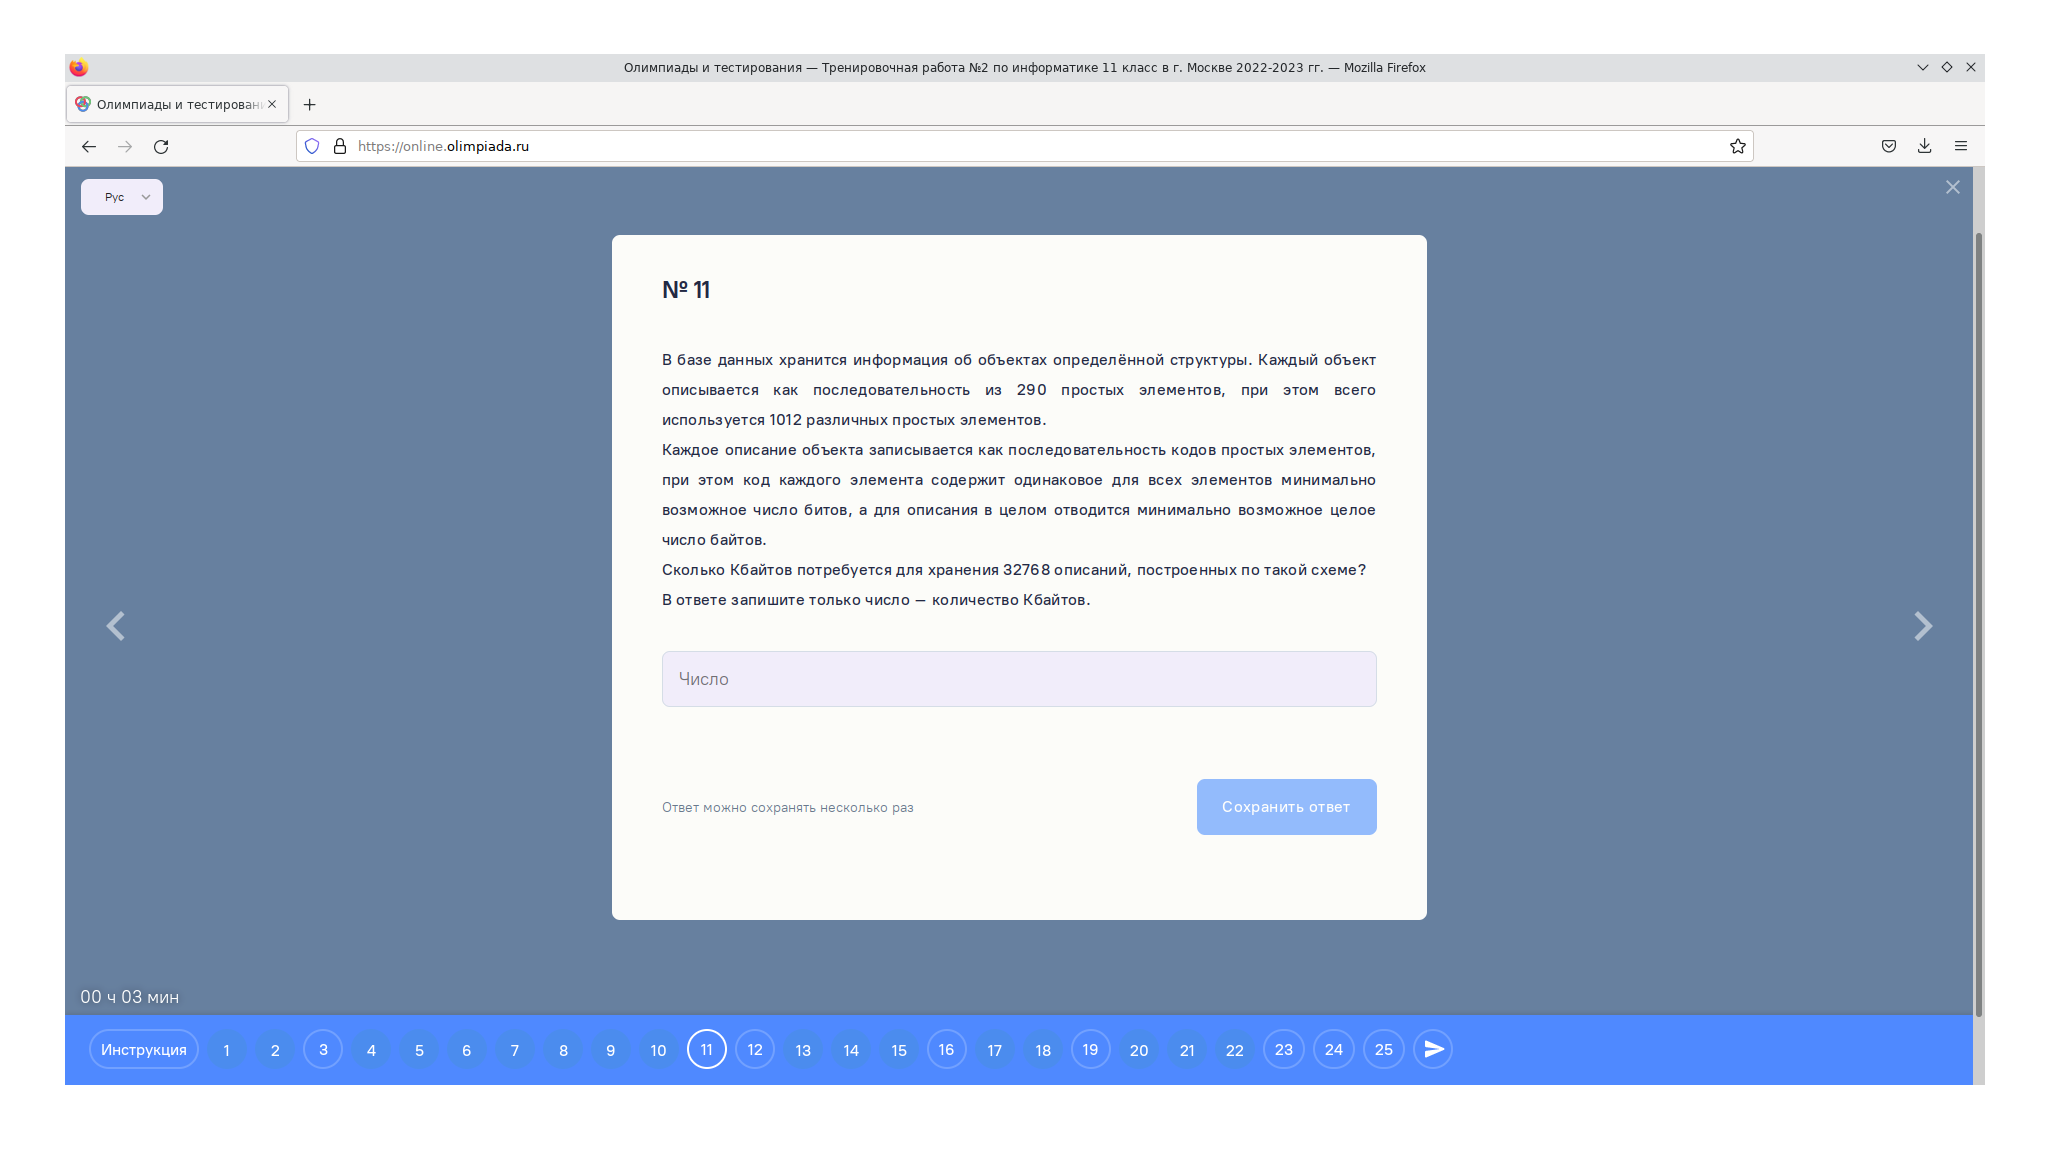 Олимпиады и тестирования — Тренировочная работа №2 по информатике 11 класс в г. Москве 2022-2023 гг. — Mozilla Firefox
Олимпиады и тестировани
https://online.olimpiada.ru
Рус
№ 11
В базе данных хранится информация об объектах определённой структуры. Каждый объект
описывается как последовательность из 290 простых элементов, при этом всего
используется 1012 различных простых элементов.
Каждое описание объекта записывается как последовательность кодов простых элементов,
при этом код каждого элемента содержит одинаковое для всех элементов минимально
возможное число битов, а для описания в целом отводится минимально возможное целое
число байтов.
Сколько Кбайтов потребуется для хранения 32768 описаний, построенных по такой схеме?
В ответе запишите только число — количество Кбайтов.
Число
Ответ можно сохранять несколько раз
Сохранить ответ
00 ч 03 мин
Инструкция 1 2 3 4 5 6 7 8 9 10 11 12 13 14 15 16 17 18 19 20 21 22 23 24 25